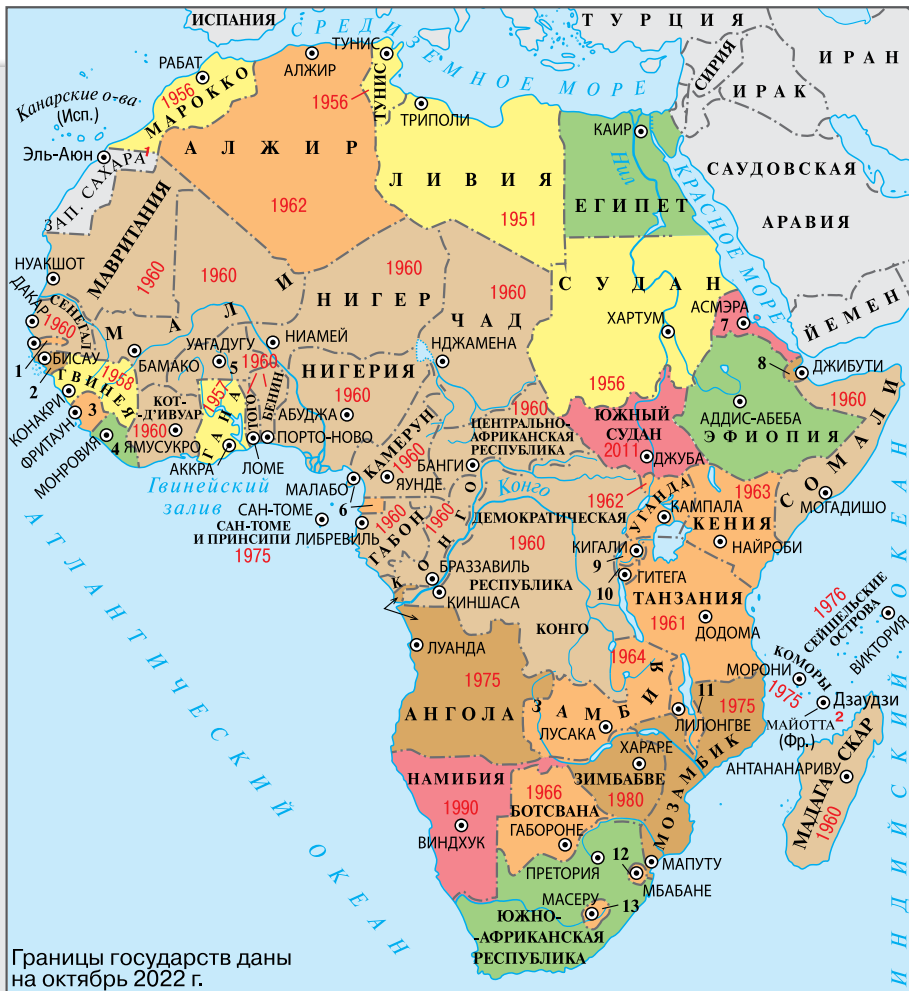 ИСПАНИЯ
СРЕДИЗЕМНОЕ МОРЕ
ТУРЦИЯ
СИРИЯ
ИРАК
ИРАН
САУДОВСКАЯ
АРАВИЯ
ЙЕМЕН
КРАСНОЕ МОРЕ
Канарские о-ва
(Исп.)
РАБАТ
1956
МАРОККО
Эль-Аюн
ЗАП. САХАРА 1
АЛЖИР
АЛЖИР
1962
ТУНИС
ТУНИС
1956
ТРИПОЛИ
ЛИВИЯ
1951
КАИР
Нил
ЕГИПЕТ
НУАКШОТ
МАВРИТАНИЯ
1960
МАЛИ
1960
БАМАКО
НИГЕР
1960
НИАМЕЙ
ЧАД
1960
НДЖАМЕНА
СУДАН
ХАРТУМ
1956
АСМЭРА
7
8
ДЖИБУТИ
АДДИС-АБЕБА
ЭФИОПИЯ
СОМАЛИ
1960
МОГАДИШО
ДАКАР
СЕНЕГАЛ
1960
1
БИСАУ
2
ГВИНЕЯ
1958
КОНАКРИ
3
ФРИТАУН
4
МОНРОВИЯ
КОТ-
-Д'ИВУАР
1960
ЯМУСУКРО
УАГАДУГУ
5
1957
ГАНА
АККРА
1960
ТОГО
ЛОМЕ
БЕНИН
ПОРТО-НОВО
НИГЕРИЯ
1960
АБУДЖА
Гвинейский
залив
КАМЕРУН
1960
ЯУНДЕ
МАЛАБО
6
САН-ТОМЕ
САН-ТОМЕ
И ПРИНСИПИ
1975
ЛИБРЕВИЛЬ
ГАБОН
1960
КОНГО
1960
БРАЗЗАВИЛЬ
К
1960
ЦЕНТРАЛЬНО-
АФРИКАНСКАЯ
РЕСПУБЛИКА
БАНГИ
ЮЖНЫЙ
СУДАН
2011
ДЖУБА
Конго
ДЕМОКРАТИЧЕСКАЯ
1960
РЕСПУБЛИКА
КОНГО
КИНШАСА
1962
УГАНДА
КАМПАЛА
1963
КЕНИЯ
НАЙРОБИ
КИГАЛИ
9
10
ГИТЕГА
ТАНЗАНИЯ
1961
ДОДОМА
1976
СЕЙШЕЛЬСКИЕ
ОСТРОВА
ВИКТОРИЯ
КОМОРЫ
МОРОНИ
1975
Дзаудзи
МАЙОТТА 2
(Фр.)
ЛУАНДА
1975
АНГОЛА
1964
ЗАМБИЯ
ЛУСАКА
11
ЛИЛОНГВЕ
1975
МОЗАМБИК
МАПУТУ
ХАРАРЕ
ЗИМБАБВЕ
1980
АНТАНАНАРИВУ
МАДАГАСКАР
1960
НАМИБИЯ
1990
ВИНДХУК
1966
БОТСВАНА
ГАБОРОНЕ
ПРЕТОРИЯ
12
МБАБАНЕ
МАСЕРУ
13
ЮЖНО-
-АФРИКАНСКАЯ
РЕСПУБЛИКА
АТЛАНТИЧЕСКИЙ ОКЕАН
ИНДИЙСКИЙ ОКЕАН
Границы государств даны
на октябрь 2022 г.